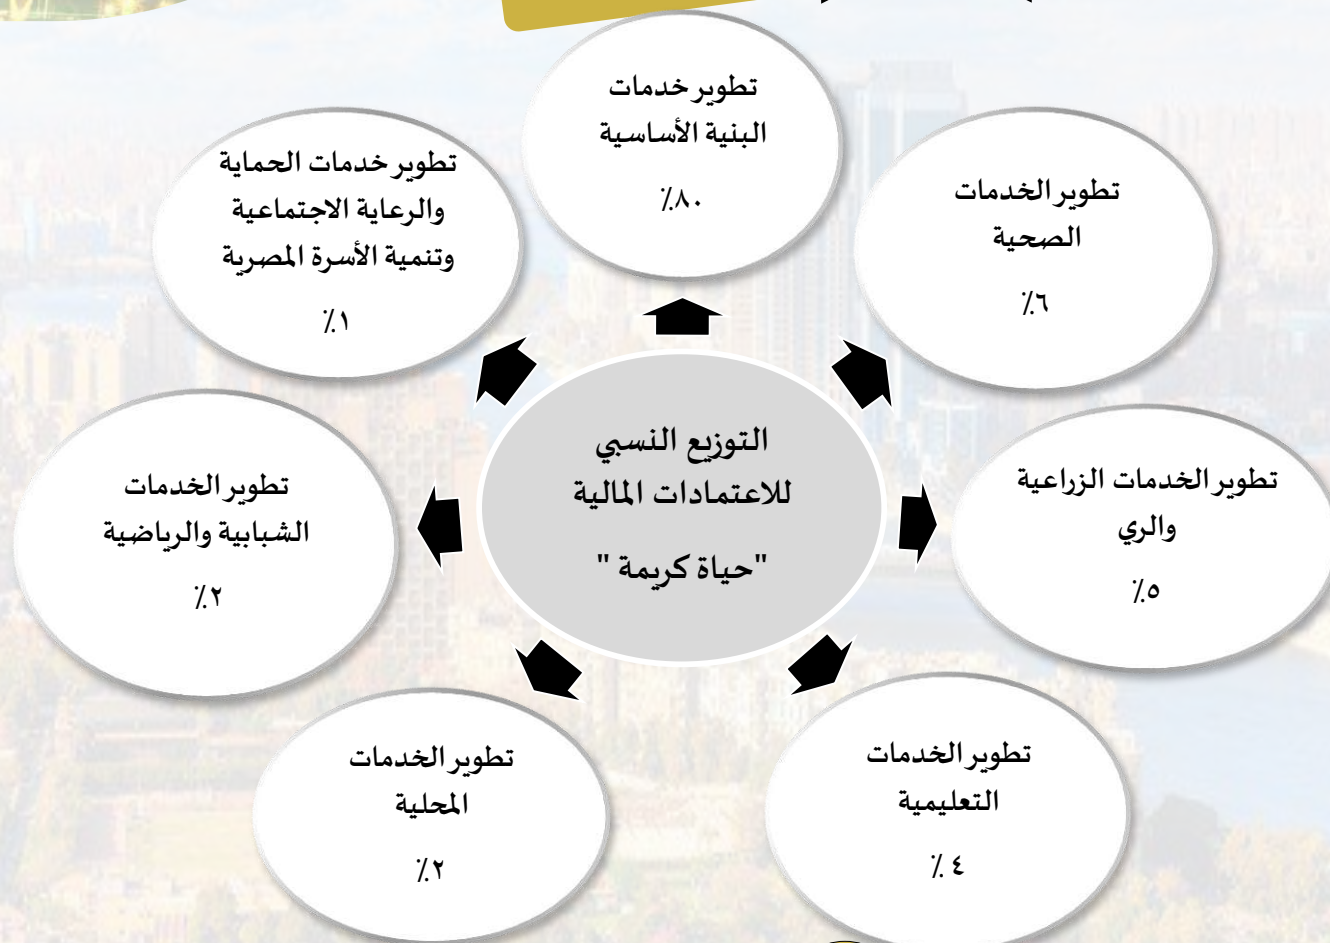 تطوير خدمات
البنية الأساسية
٨٠٪
تطوير الخدمات
الصحية
٦٪
تطوير الخدمات الزراعية
والري
٥٪
تطوير الخدمات
التعليمية
٤٪
تطوير الخدمات
المحلية
٢٪
تطوير الخدمات
الشبابية والرياضية
٢٪
تطوير خدمات الحماية
والرعاية الاجتماعية
وتنمية الأسرة المصرية
١٪
التوزيع النسبي
للاعتمادات المالية
"حياة كريمة "